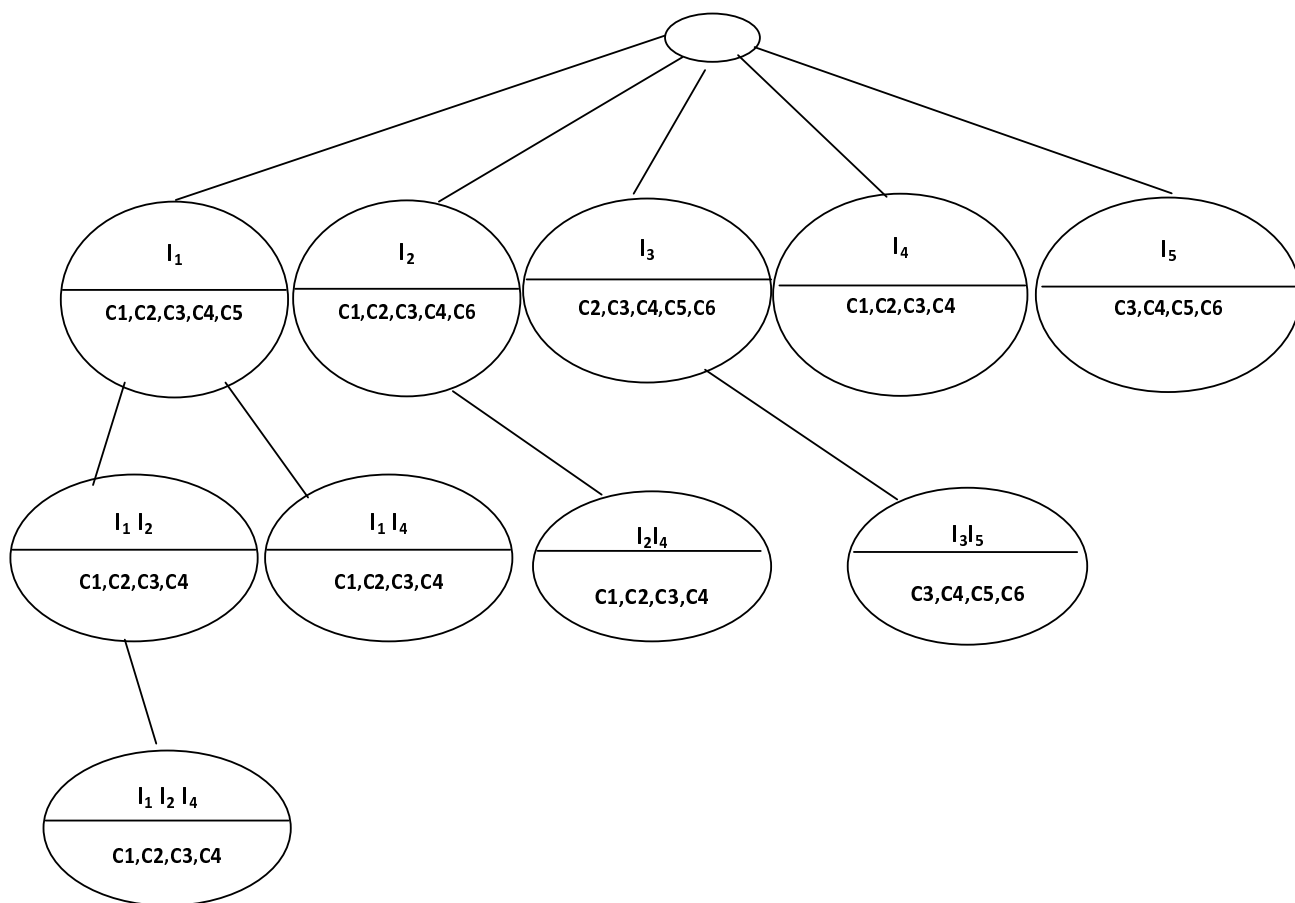 I₁
C1,C2,C3,C4,C5
I₂
C1,C2,C3,C4,C6
I₃
C2,C3,C4,C5,C6
I₄
C1,C2,C3,C4
I₅
C3,C4,C5,C6
I₁ I₂
C1,C2,C3,C4
I₁ I₄
C1,C2,C3,C4
I₂I₄
C1,C2,C3,C4
I₃I₅
C3,C4,C5,C6
I₁ I₂ I₄
C1,C2,C3,C4